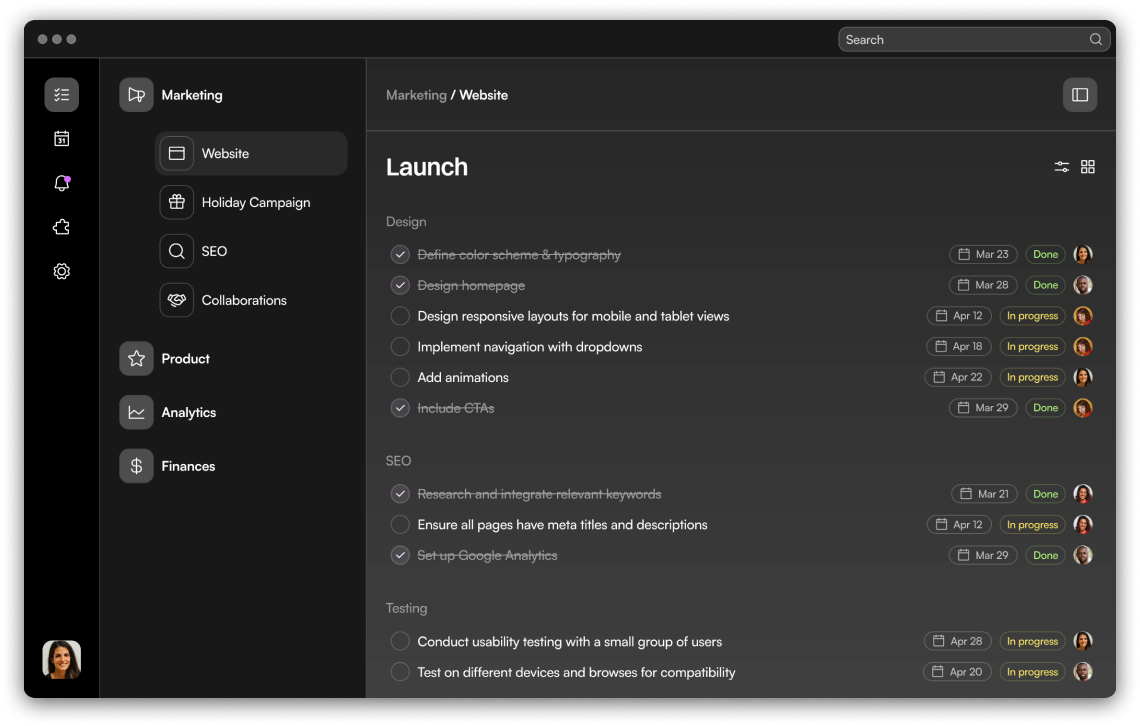 Search
31
Marketing
Website
Holiday Campaign
SEO
Collaborations
Product
Analytics
Finances
Marketing / Website
Launch
Design
Define color scheme & typography Mar 23 Done
Design homepage Mar 28 Done
Design responsive layouts for mobile and tablet views Apr 12 In progress
Implement navigation with dropdowns Apr 18 In progress
Add animations Apr 22 In progress
Include CTAs Mar 29 Done
SEO
Research and integrate relevant keywords Mar 21 Done
Ensure all pages have meta titles and descriptions Apr 12 In progress
Set up Google Analytics Mar 29 Done
Testing
Conduct usability testing with a small group of users Apr 28 In progress
Test on different devices and browses for compatibility Apr 20 In progress